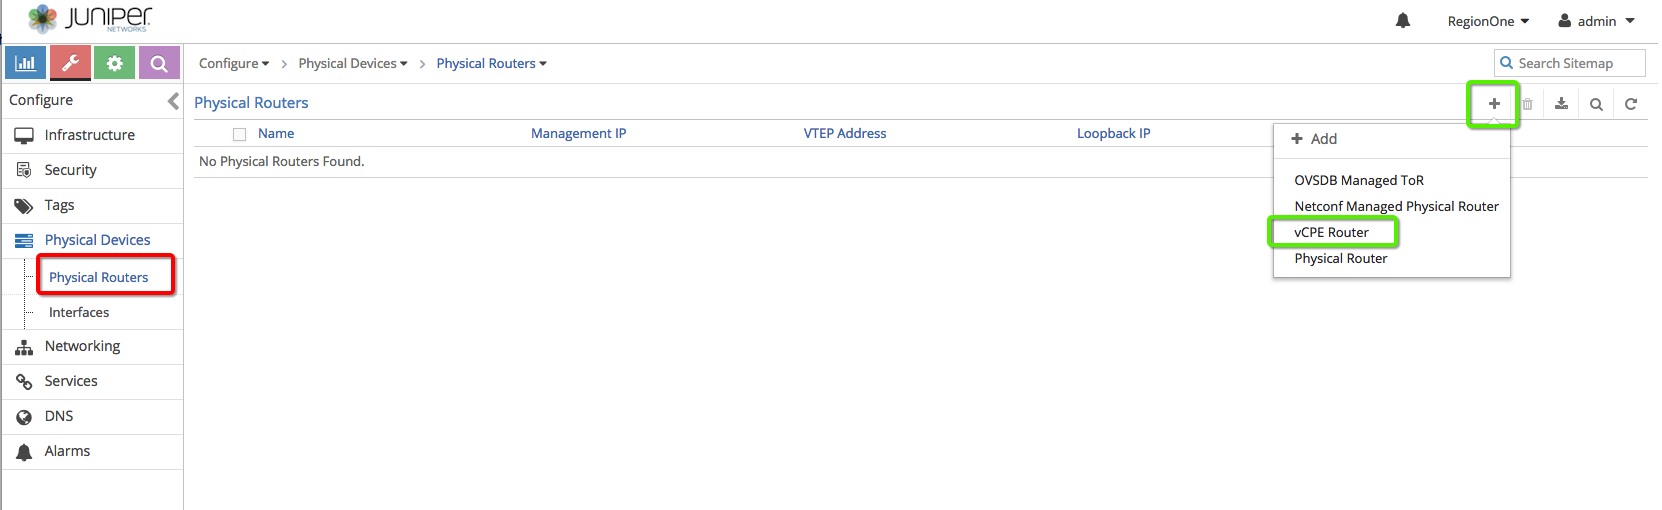 JUNIPER
NETWORKS
RegionOne admin
Configure > Physical Devices > Physical Routers
Search Sitemap
Configure
Infrastructure
Security
Tags
Physical Devices
Physical Routers
Interfaces
Networking
Services
DNS
Alarms
Physical Routers
Name Management IP VTEP Address Loopback IP
No Physical Routers Found.
+ Add
OVSDB Managed ToR
Netconf Managed Physical Router
vCPE Router
Physical Router